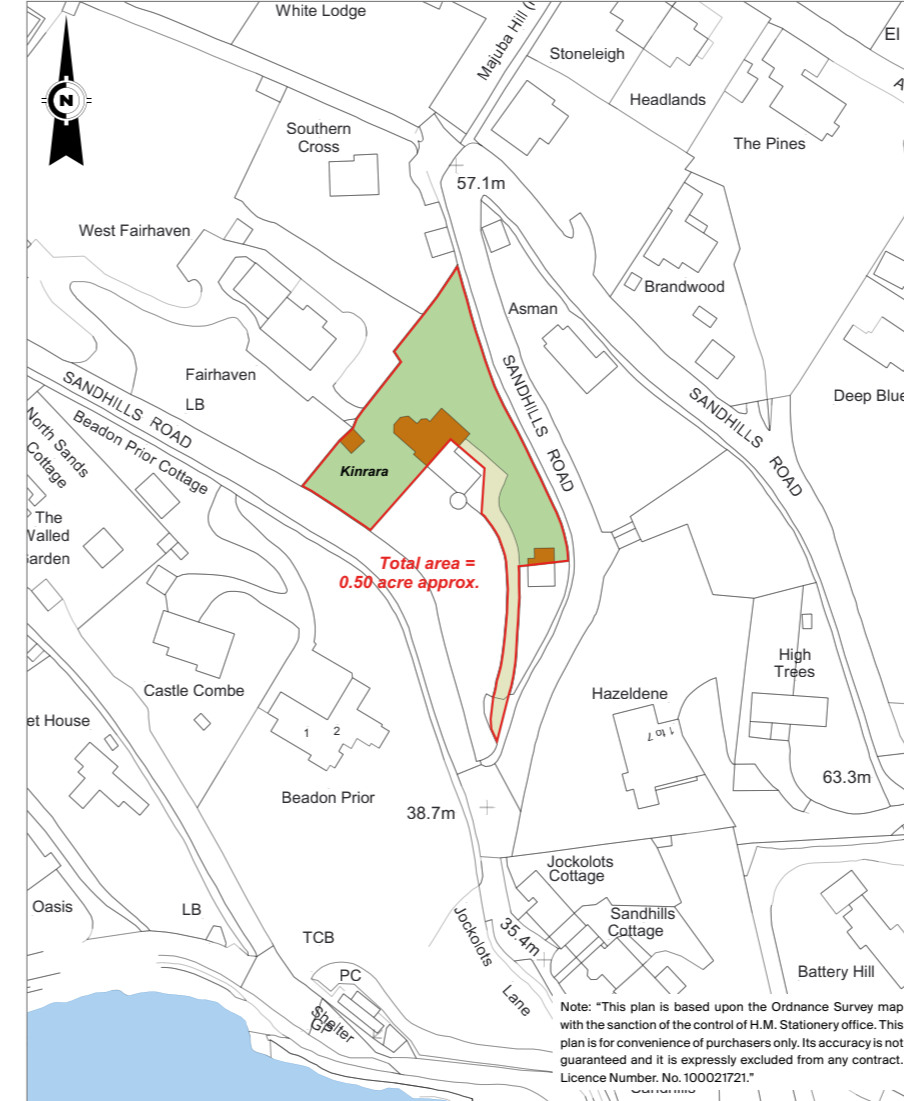 White Lodge
Majuba Hill (
El
Stoneleigh
N
Headlands
A
Southern
Cross
The Pines
57.1m
West Fairhaven
Brandwood
Asman
SANDHILLS ROAD
Fairhaven
LB
SANDHILLS ROAD
Deep Blue
SANDHILLS ROAD
Beadon Prior Cottage
North Sands
Cottage
Kinrara
The
Walled
arden
Total area =
0.50 acre approx.
High
Trees
Castle Combe
Hazeldene
et House
1 2
1 to 7
63.3m
Beadon Prior
38.7m
Jockolots
Cottage
Oasis
LB
Sandhills
Cottage
Jockolots
Lane
35.4m
TCB
PC
Battery Hill
Shelter
GP
Note: “This plan is based upon the Ordnance Survey map
with the sanction of the control of H.M. Stationery office. This
plan is for convenience of purchasers only. Its accuracy is not
guaranteed and it is expressly excluded from any contract.
Licence Number. No. 100021721.”